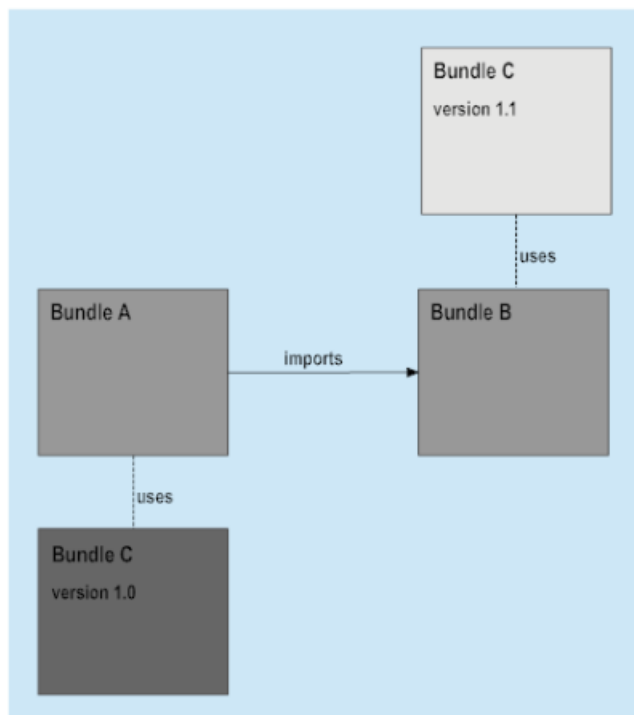 Bundle C
version 1.1
uses
Bundle A
imports
Bundle B
uses
Bundle C
version 1.0